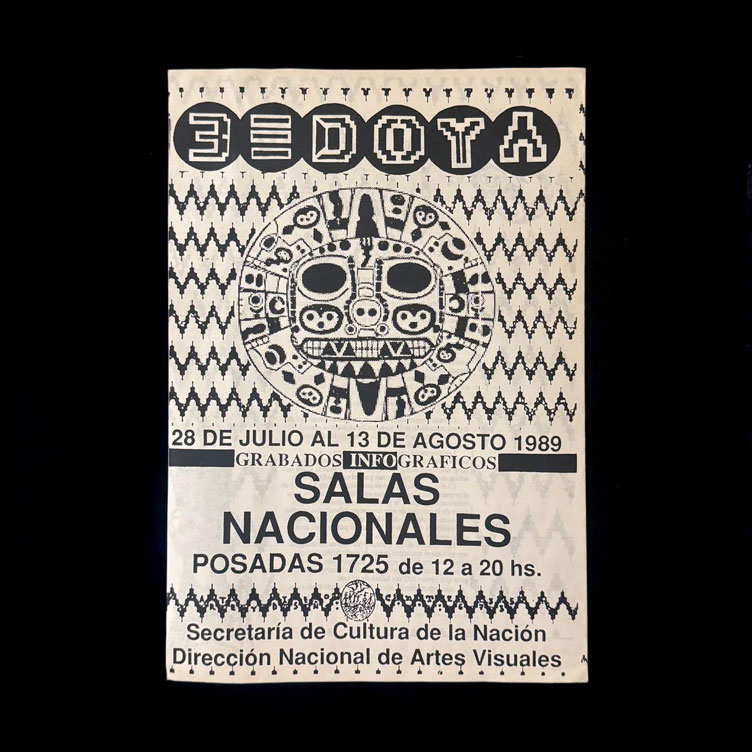 BEDOYA
28 DE JULIO AL 13 DE AGOSTO 1989
GRABADOS INFOGRAFICOS
SALAS
NACIONALES
POSADAS 1725 de 12 a 20 hs.
Secretaría de Cultura de la Nación
Dirección Nacional de Artes Visuales